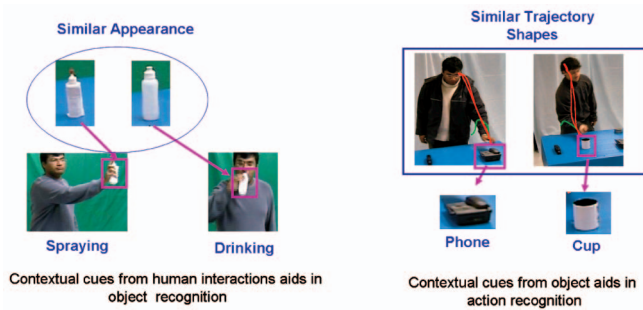 Similar Appearance
Spraying
Drinking
Contextual cues from human interactions aids in
object recognition
Similar Trajectory
Shapes
Phone
Cup
Contextual cues from object aids in
action recognition